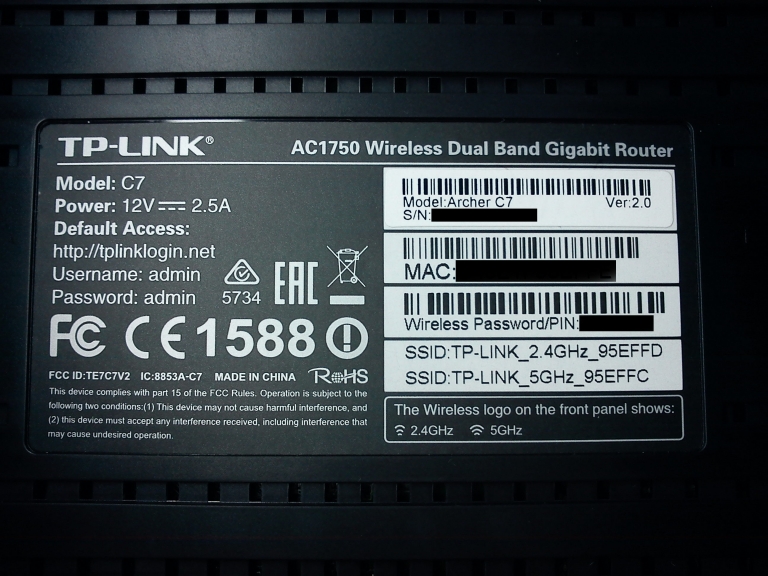 TP-LINK®
AC1750 Wireless Dual Band Gigabit Router
Model: C7
Power: 12V 2.5A
Default Access:
http://tplinklogin.net
Username: admin
Password: admin
5734
EAC
FC CE1588
FCC ID:TE7C7V2 IC:8853A-C7 MADE IN CHINA RoHS
This device complies with part 15 of the FCC Rules. Operation is subject to the
following two conditions:(1) This device may not cause harmful interference, and
(2) this device must accept any interference received, including interference that
may cause undesired operation.
Model:Archer C7 Ver:2.0
S/N:
MAC:
Wireless Password/PIN:
SSID:TP-LINK_2.4GHz_95EFFD
SSID:TP-LINK_5GHz_95EFFC
The Wireless logo on the front panel shows:
2.4GHz 5GHz